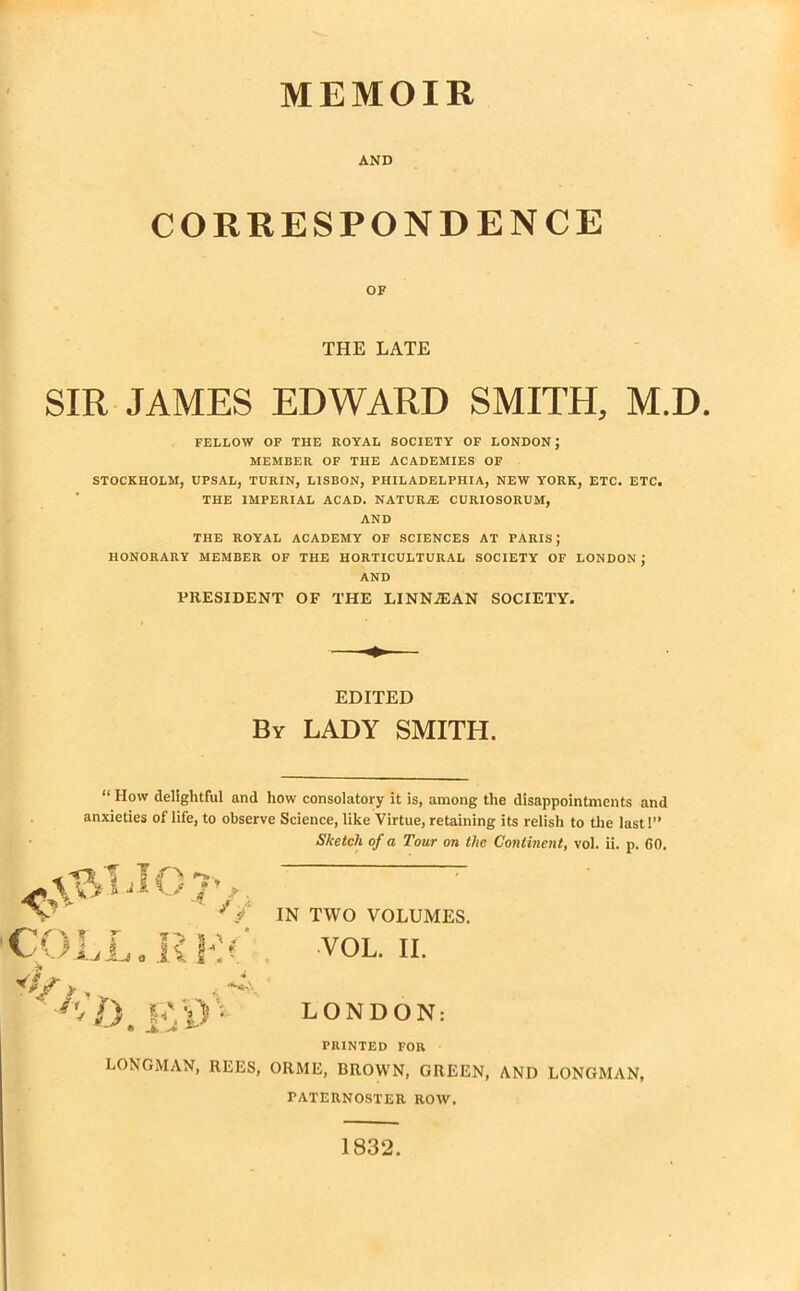 MEMOIR
AND
CORRESPONDENCE
OF
THE LATE
SIR JAMES EDWARD SMITH, M.D.
FELLOW OF THE ROYAL SOCIETY OF LONDON;
MEMBER OF THE ACADEMIES OF
STOCKHOLM, UPSAL, TURIN, LISBON, PHILADELPHIA, NEW YORK, ETC. ETC.
THE IMPERIAL ACAD. NATURÆ CURIOSORUM,
AND
THE ROYAL ACADEMY OF SCIENCES AT PARIS;
HONORARY MEMBER OF THE HORTICULTURAL SOCIETY OF LONDON;
AND
PRESIDENT OF THE LINNÆAN SOCIETY.
EDITED
BY LADY SMITH.
“How delightful and how consolatory it is, among the disappointments and
anxieties of life, to observe Science, like Virtue, retaining its relish to the last!”
Sketch of a Tour on the Continent, vol. ii. p. 60.
IN TWO VOLUMES.
VOL. II.
BLIOT
COLL. REG
MED. ED
LONDON:
PRINTED FOR
LONGMAN, REES, ORME, BROWN, GREEN, AND LONGMAN,
PATERNOSTER ROW.
1832.